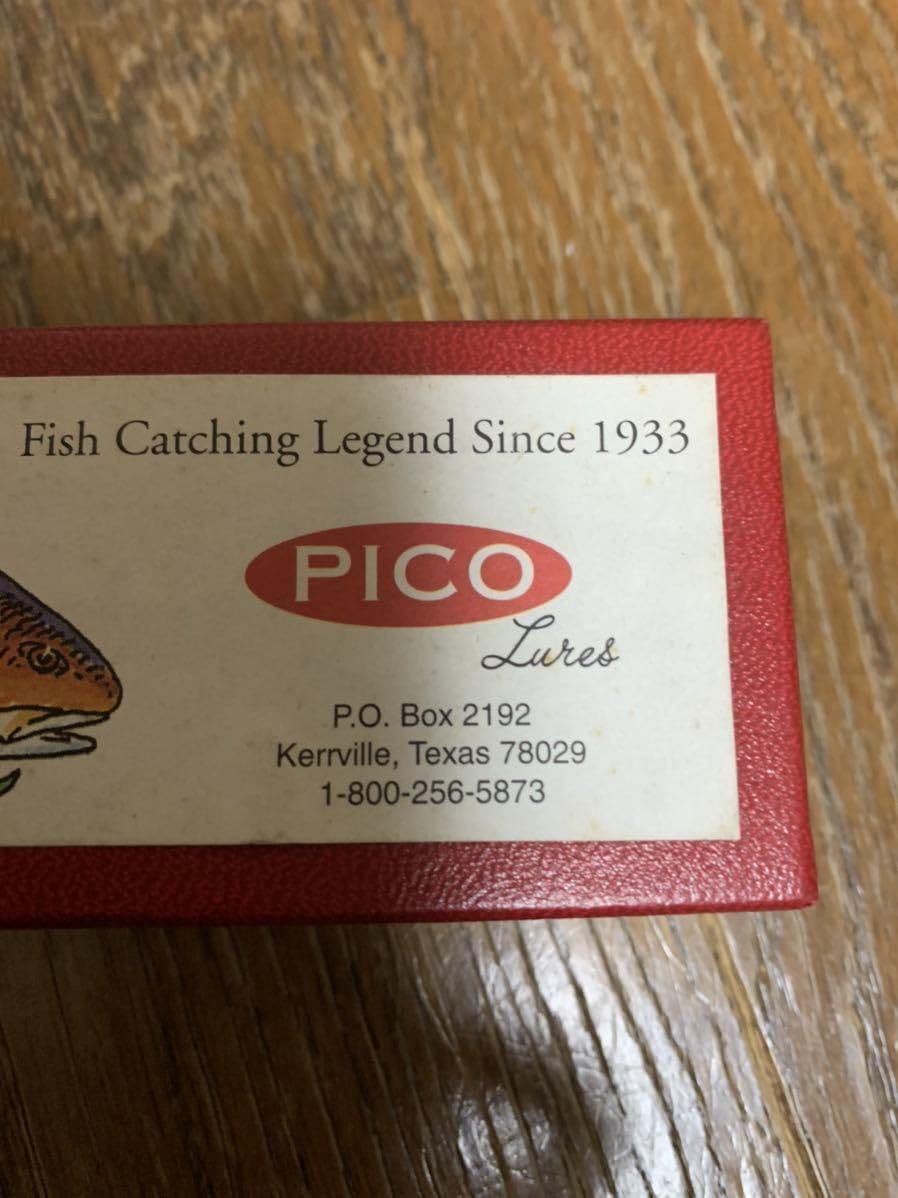 Fish Catching Legend Since 1933
PICO
Lures
P.O. Box 2192
Kerrville, Texas 78029
1-800-256-5873